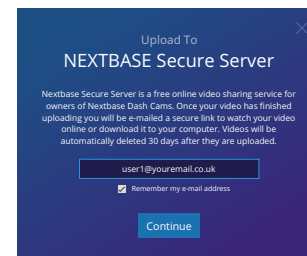 Upload To
NEXTBASE Secure Server
Nextbase Secure Server is a free online video sharing service for
owners of Nextbase Dash Cams. Once your video has finished
uploading you will be e-mailed a secure link to watch your video
online or download it to your computer. Videos will be
automatically deleted 30 days after they are uploaded.
user1@youremail.co.uk
Remember my e-mail address
Continue